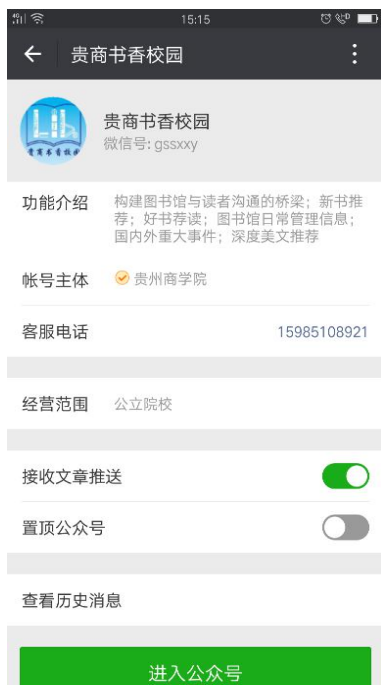 15:15
贵商书香校园
贵商书香校园
微信号: gssxxy
功能介绍
构建图书馆与读者沟通的桥梁；新书推
荐；好书荐读；图书馆日常管理信息；
国内外重大事件；深度美文推荐
帐号主体
贵州商学院
客服电话
15985108921
经营范围
公立院校
接收文章推送
置顶公众号
查看历史消息
进入公众号